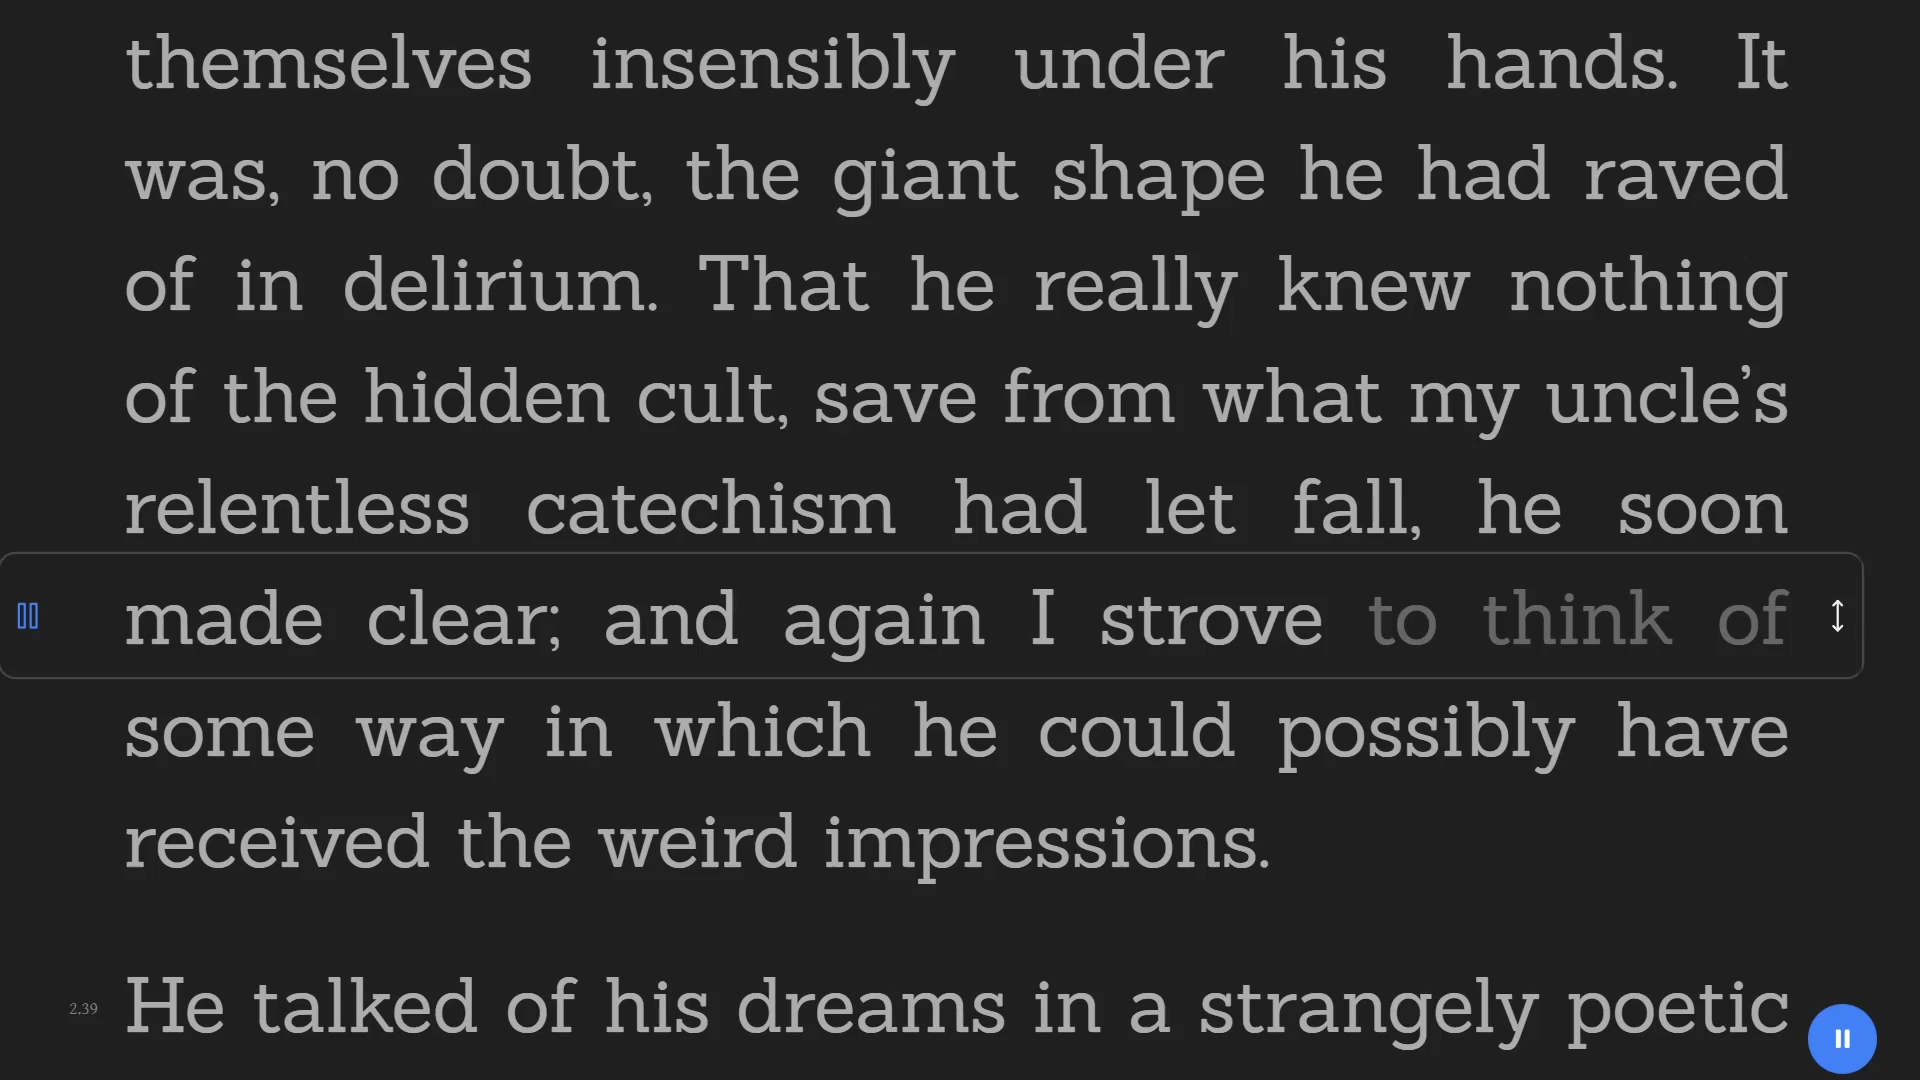 themselves insensibly under his hands. It
was, no doubt, the giant shape he had raved
of in delirium. That he really knew nothing
of the hidden cult, save from what my uncle’s
relentless catechism had let fall, he soon
made clear; and again I strove to think of
some way in which he could possibly have
received the weird impressions.
2.39 He talked of his dreams in a strangely poetic